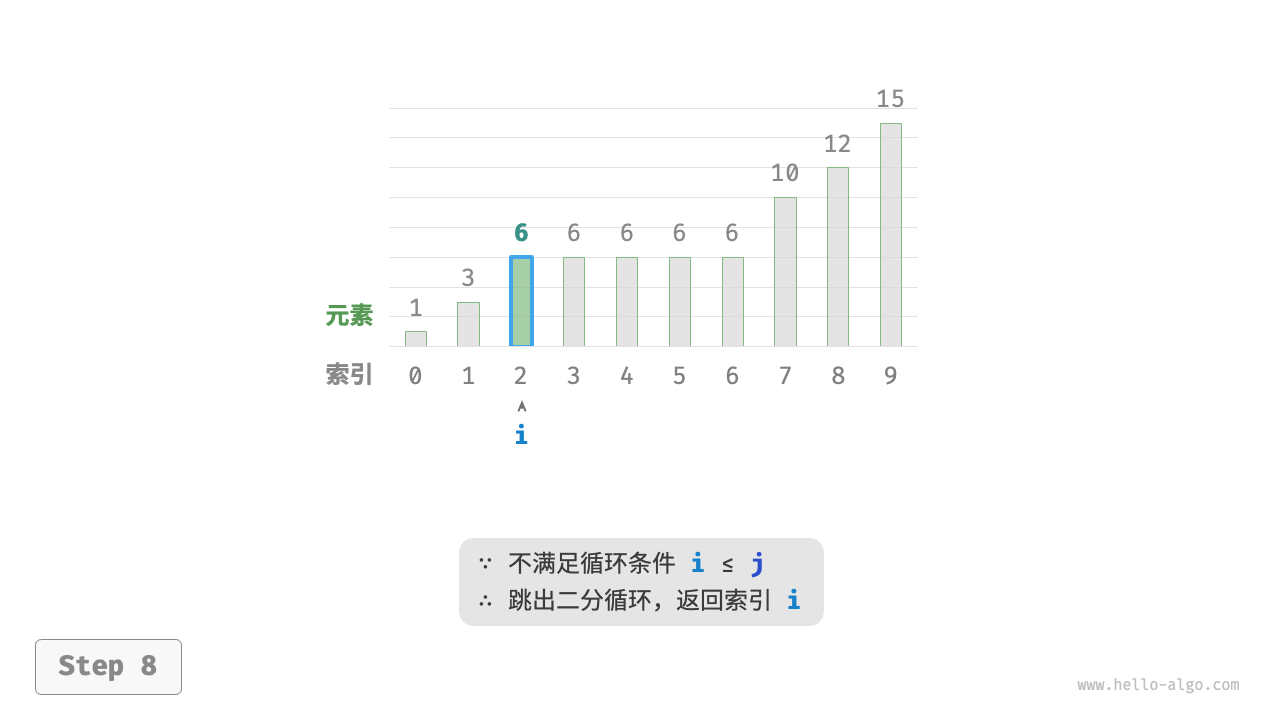 15
12
10
6 6 6 6 6
3
1
元素
索引 0 1 2 3 4 5 6 7 8 9
i
∵ 不满足循环条件 i ≤ j
∴ 跳出二分循环，返回索引 i
Step 8
www.hello-algo.com